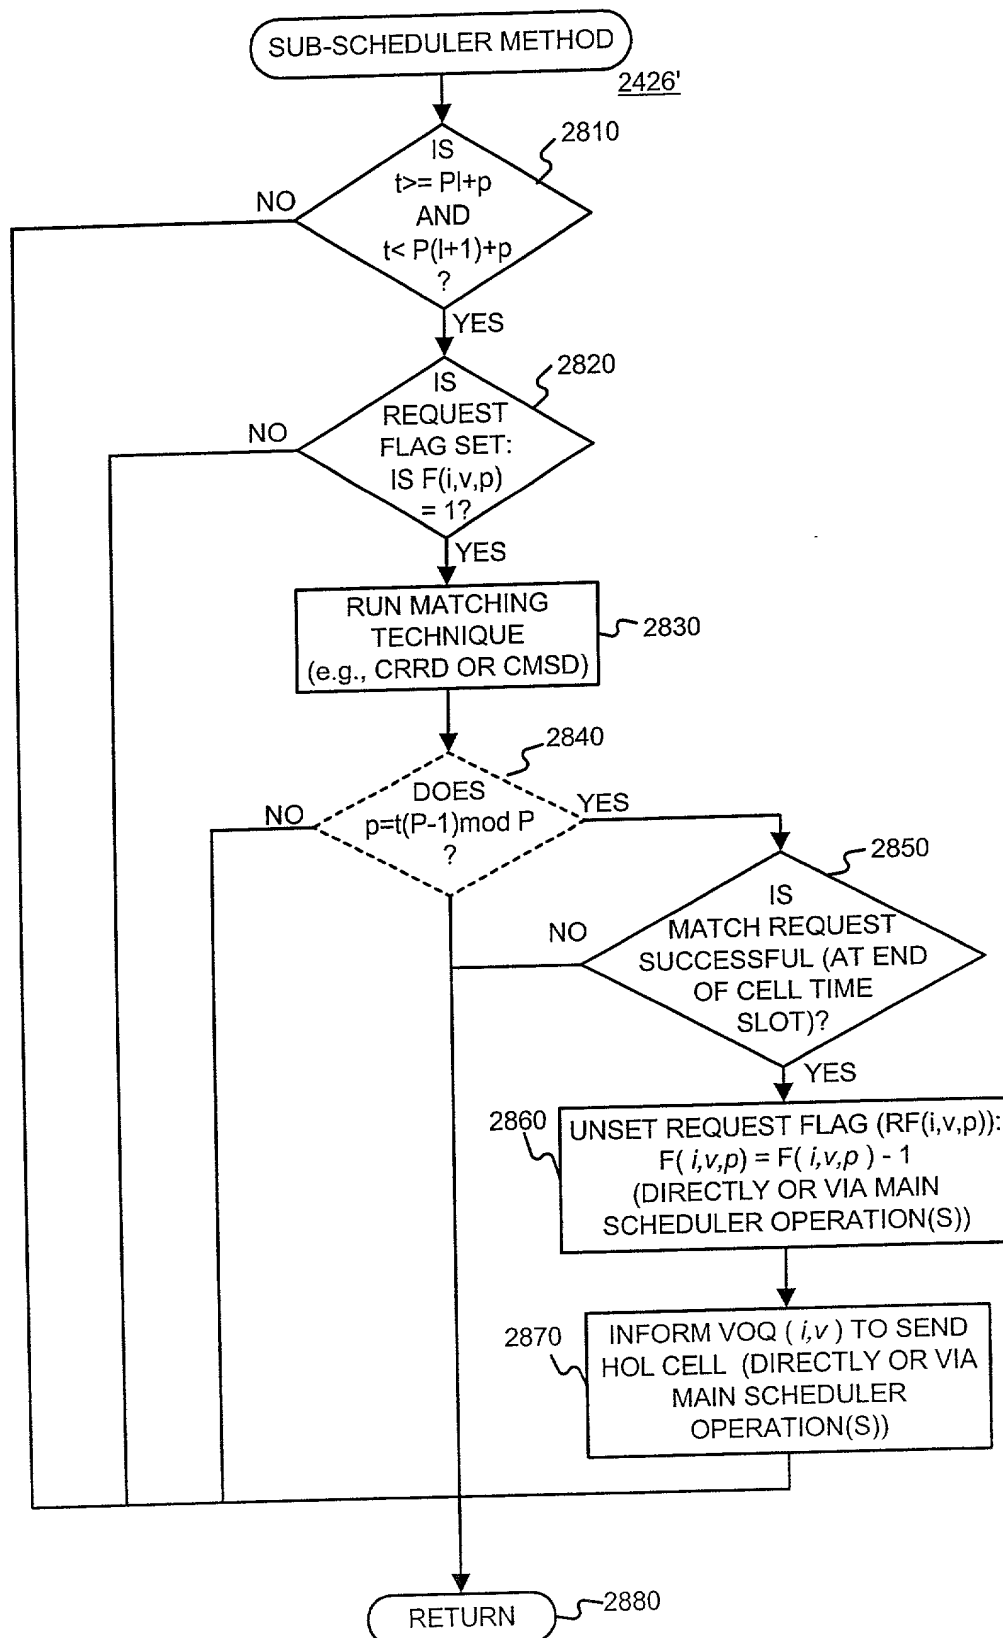 SUB-SCHEDULER METHOD
2426'
2810
IS
t>= Pl+p
AND
t< P(l+1)+p
?
NO
YES
2820
IS
REQUEST
FLAG SET:
IS F(i,v,p)
= 1?
NO
YES
RUN MATCHING
TECHNIQUE
(e.g., CRRD OR CMSD)
2830
2840
DOES
p=t(P-1)mod P
?
NO
YES
2850
IS
MATCH REQUEST
SUCCESSFUL (AT END
OF CELL TIME
SLOT)?
NO
YES
2860
UNSET REQUEST FLAG (RF(i,v,p)):
F( i,v,p) = F( i,v,p ) - 1
(DIRECTLY OR VIA MAIN
SCHEDULER OPERATION(S))
2870
INFORM VOQ ( i,v ) TO SEND
HOL CELL (DIRECTLY OR VIA
MAIN SCHEDULER
OPERATION(S))
RETURN
2880